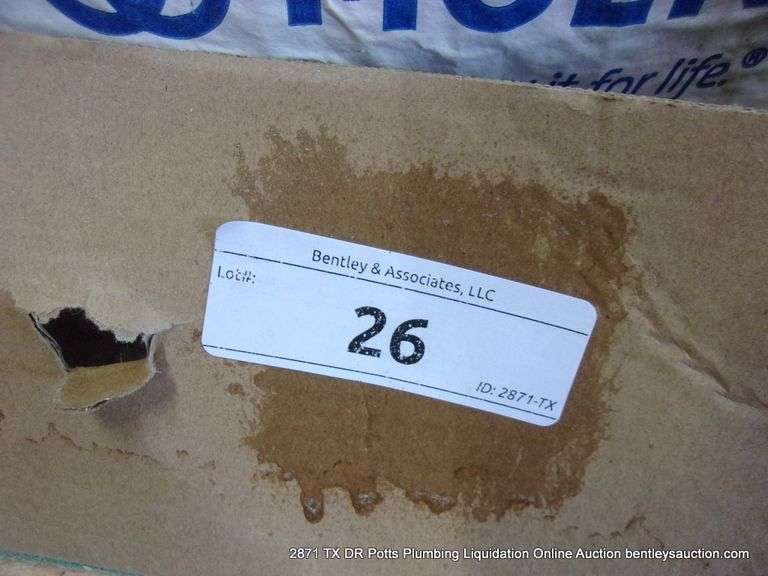 it for life.®
Bentley & Associates, LLC
Lot#:
26
ID: 2871-TX
2871 TX DR Potts Plumbing Liquidation Online Auction bentleysauction.com